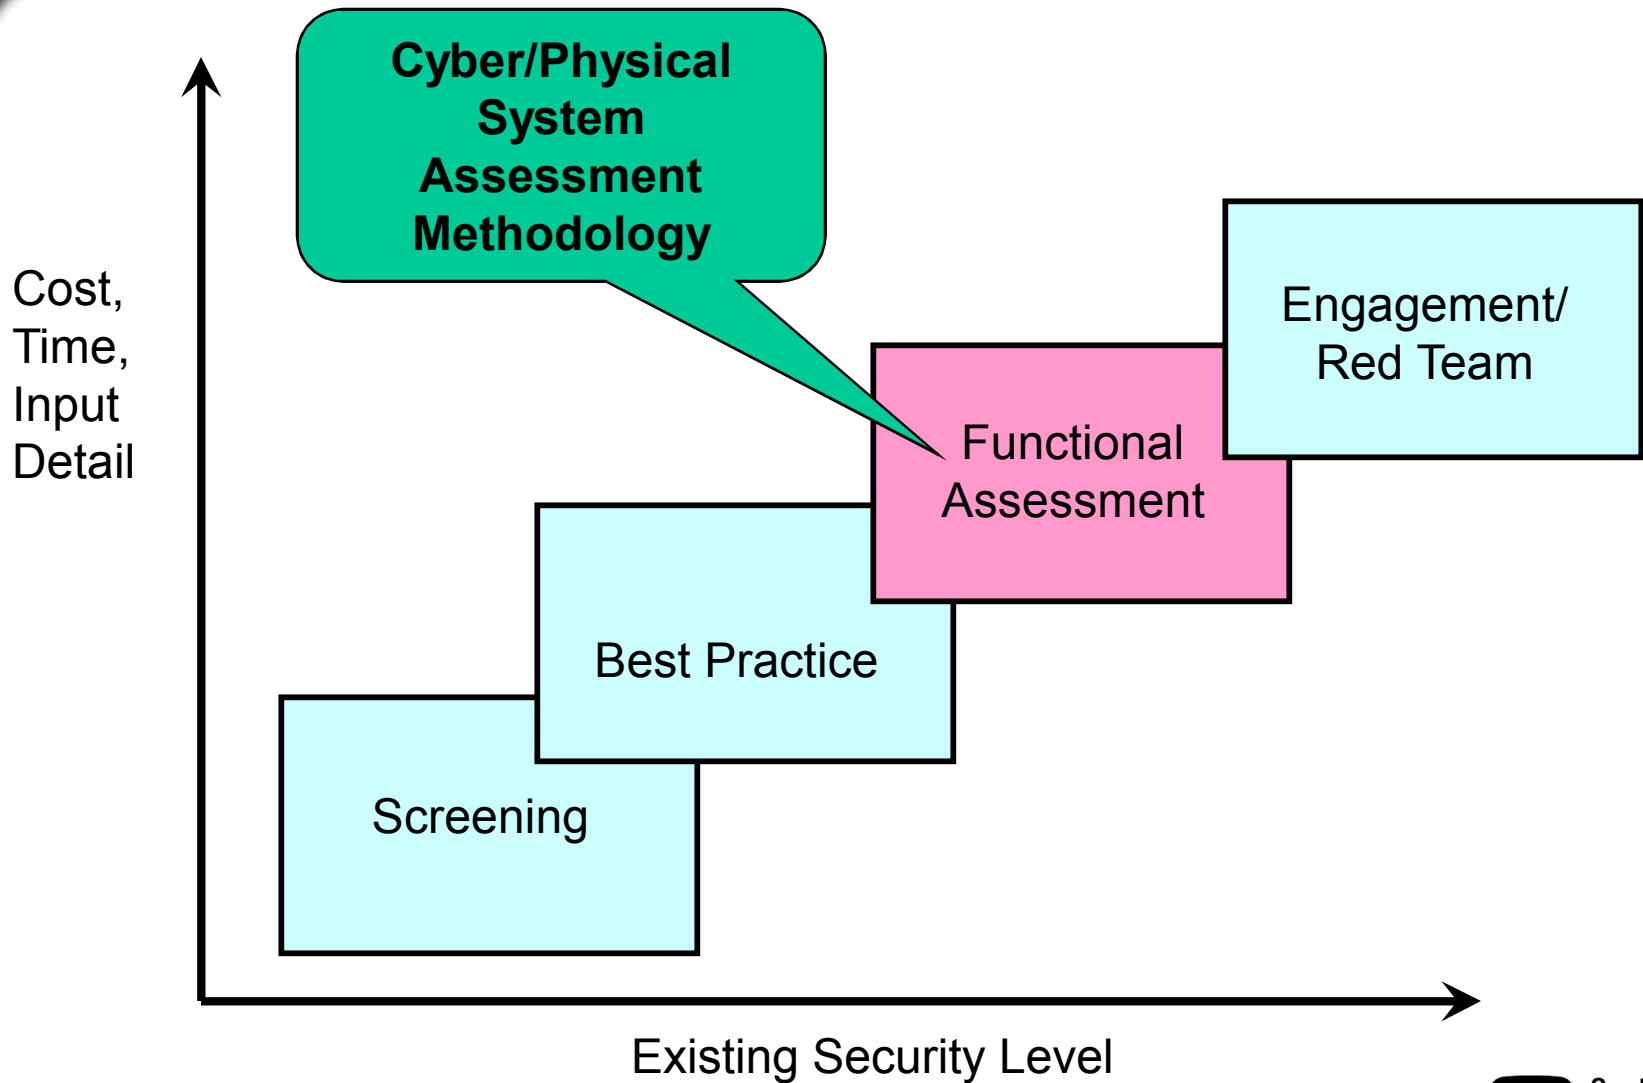 Cyber/Physical
System
Assessment
Methodology
Cost,
Time,
Input
Detail
Engagement/
Red Team
Functional
Assessment
Best Practice
Screening
Existing Security Level